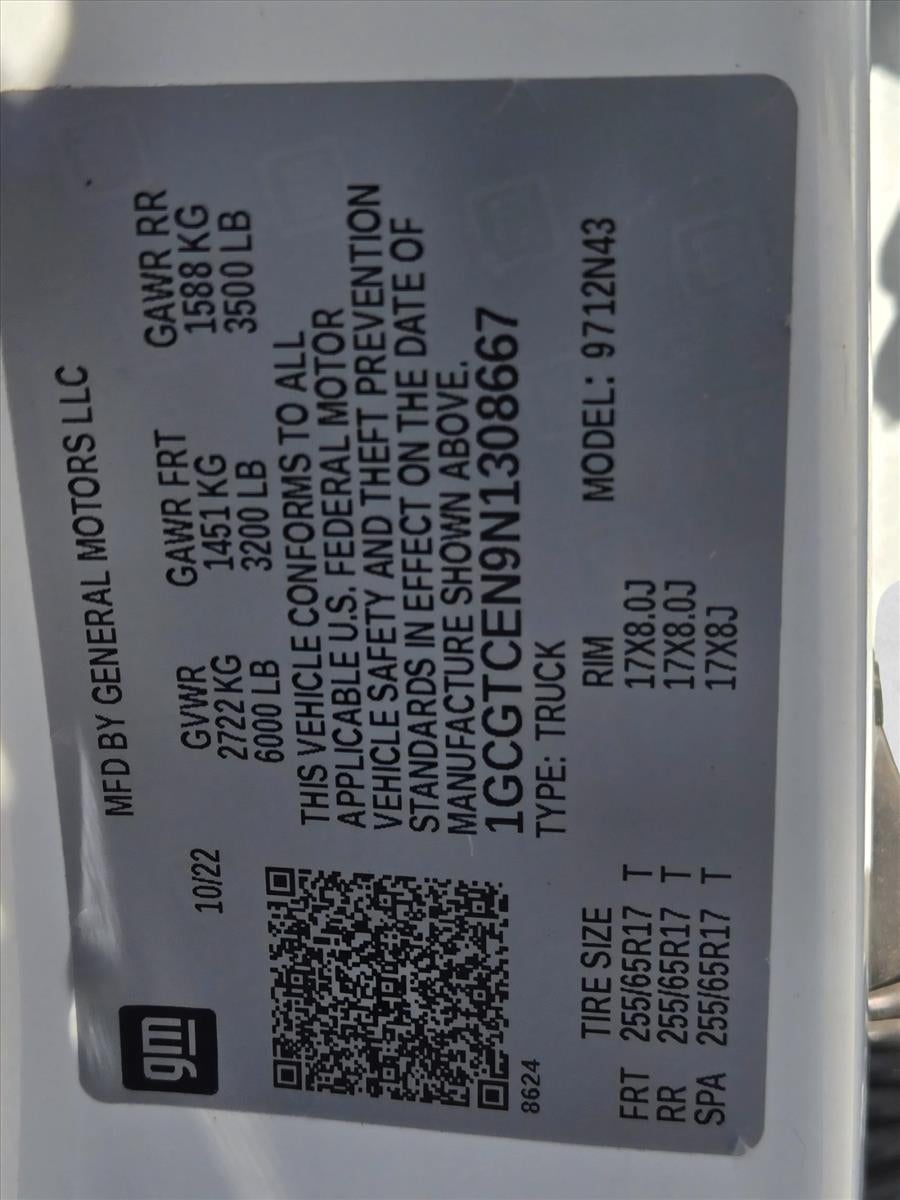 gm
MFD BY GENERAL MOTORS LLC
10/22
GVWR GAWR FRT GAWR RR
2722 KG 1451 KG 1588 KG
6000 LB 3200 LB 3500 LB
THIS VEHICLE CONFORMS TO ALL
APPLICABLE U.S. FEDERAL MOTOR
VEHICLE SAFETY AND THEFT PREVENTION
STANDARDS IN EFFECT ON THE DATE OF
MANUFACTURE SHOWN ABOVE.
1GCGTCEN9N1308667
8624
TYPE: TRUCK
TIRE SIZE RIM MODEL: 9712N43
FRT 255/65R17 T 17X8.0J
RR 255/65R17 T 17X8.0J
SPA 255/65R17 T 17X8J